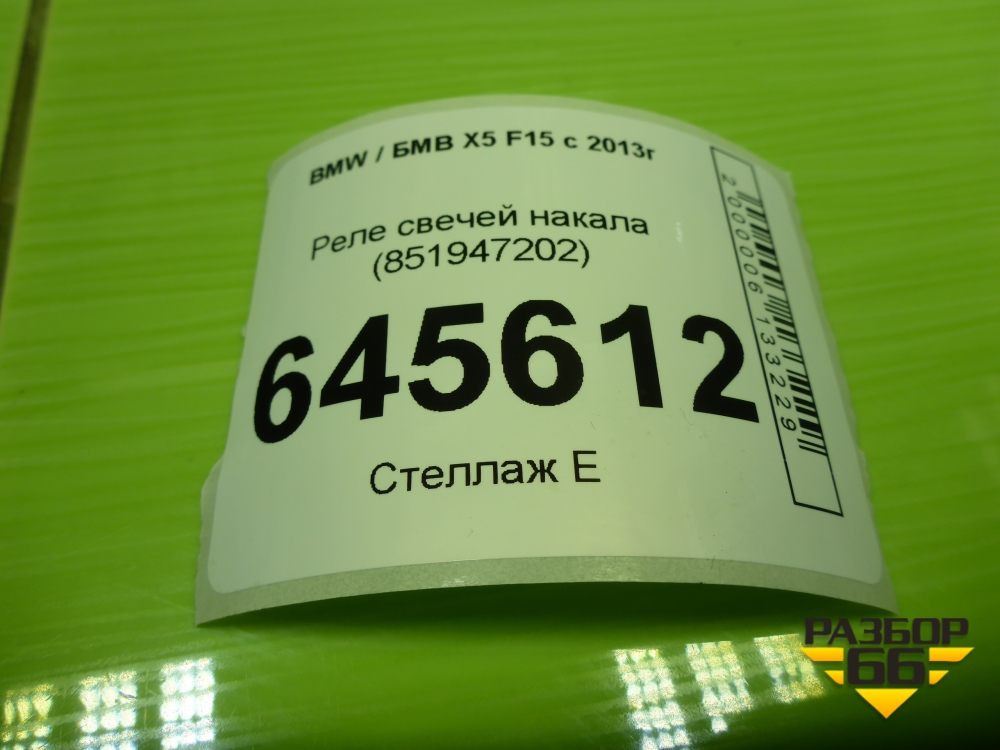 BMW / БМВ X5 F15 с 2013г
Реле свечей накала
(851947202)
645612
Стеллаж Е
2000006133229
РАЗБОР
66